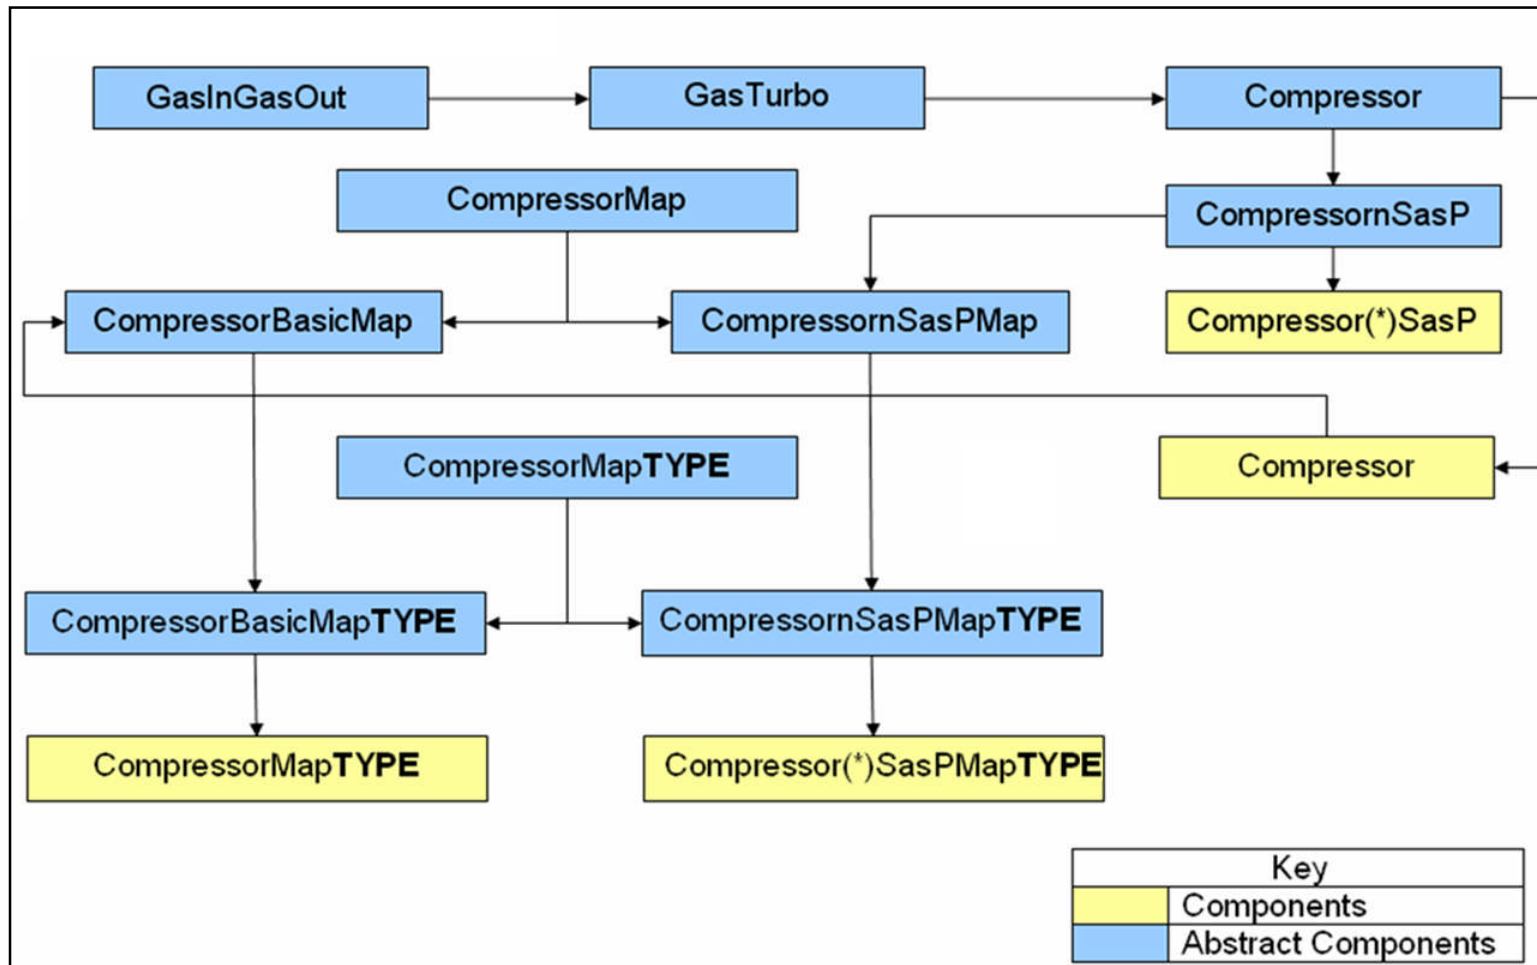 GasInGasOut
GasTurbo
Compressor
CompressorMap
CompressornSasP
CompressorBasicMap
CompressornSasPMap
Compressor(*)SasP
CompressorMapTYPE
Compressor
CompressorBasicMapTYPE
CompressornSasPMapTYPE
CompressorMapTYPE
Compressor(*)SasPMapTYPE
Key
Components
Abstract Components